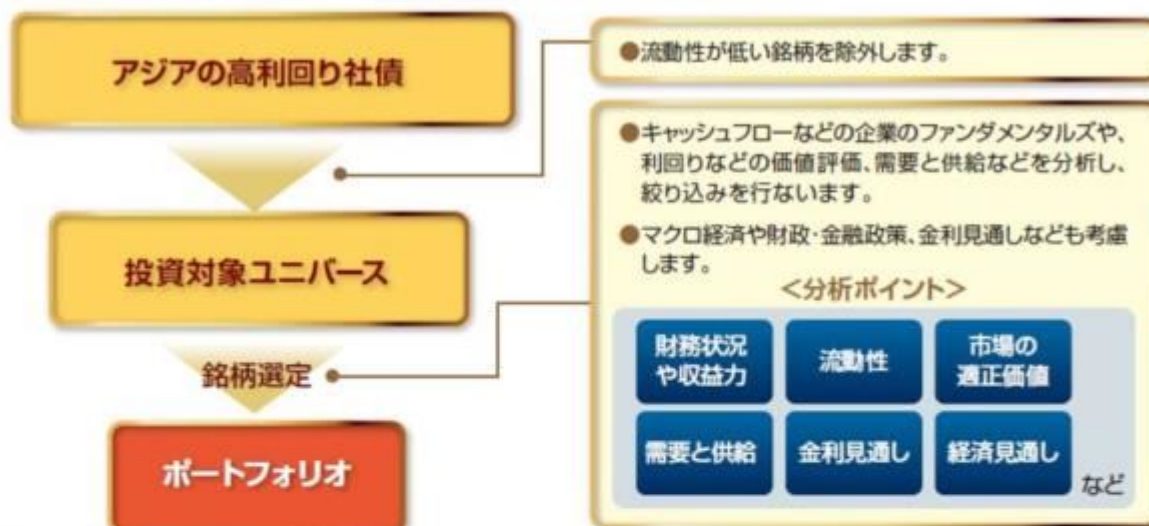 アジアの高利回り社債
●流動性が低い銘柄を除外します。
投資対象ユニバース
●キャッシュフローなどの企業のファンダメンタルズや、
利回りなどの価値評価、需要と供給などを分析し、
絞り込みを行ないます。
●マクロ経済や財政・金融政策、金利見通しなども考慮
します。
＜分析ポイント＞
財務状況
や収益力
流動性
市場の
適正価値
需要と供給
金利見通し
経済見通し
など
銘柄選定
ポートフォリオ